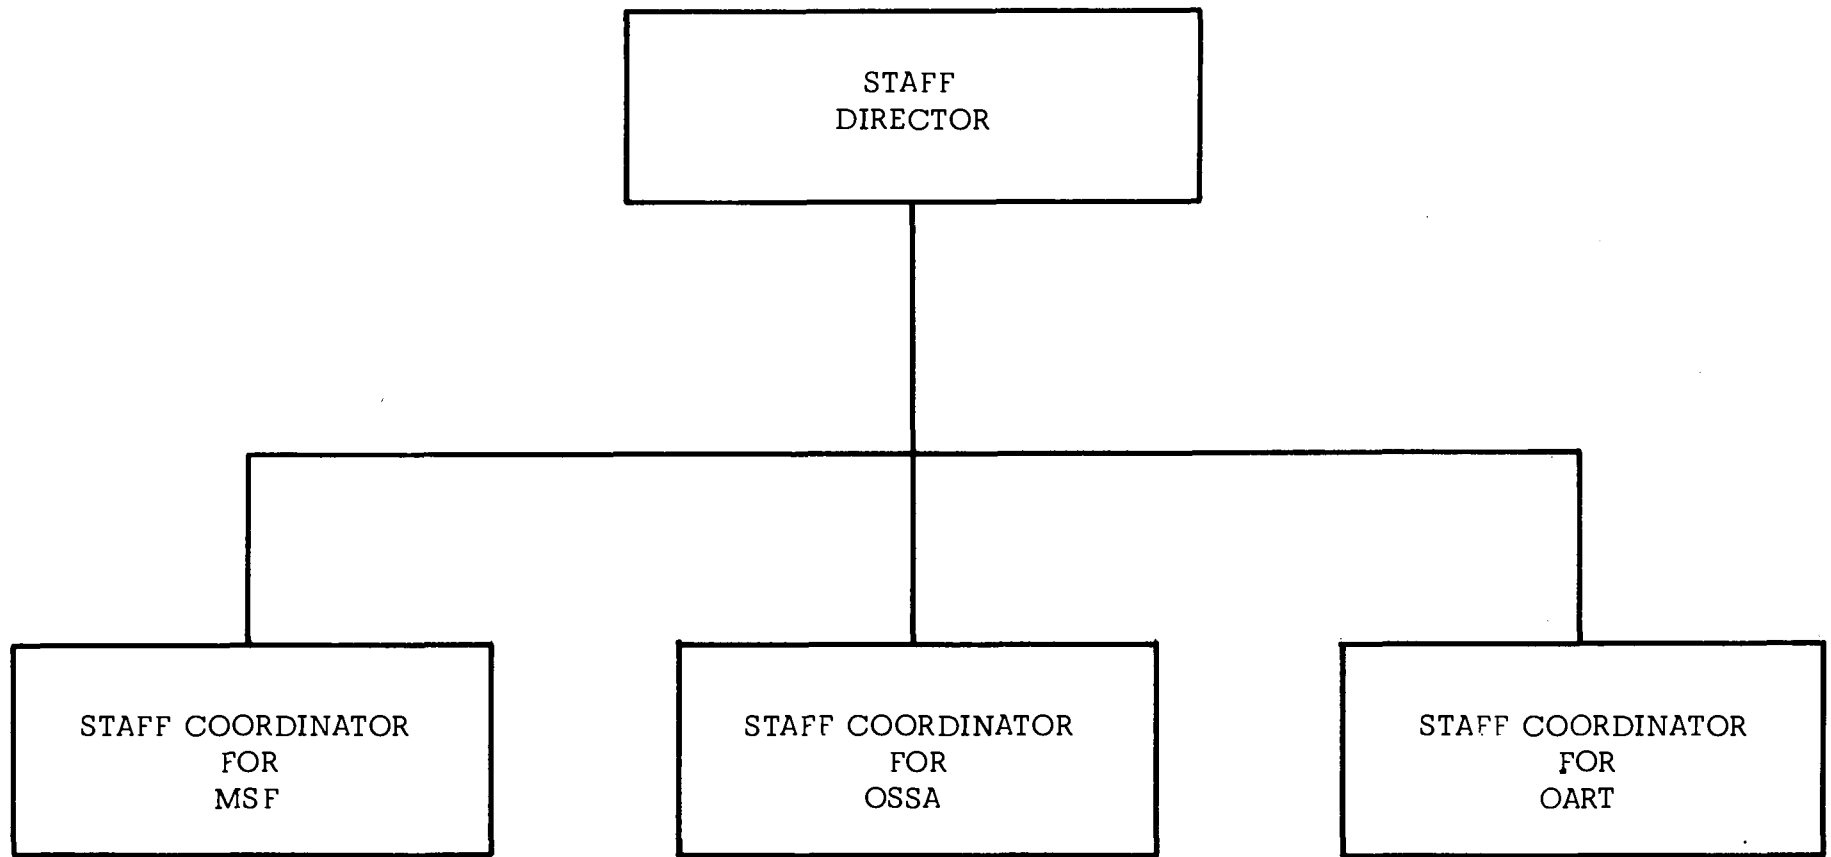 STAFF
DIRECTOR
STAFF COORDINATOR
FOR
MSF
STAFF COORDINATOR
FOR
OSSA
STAFF COORDINATOR
FOR
OART